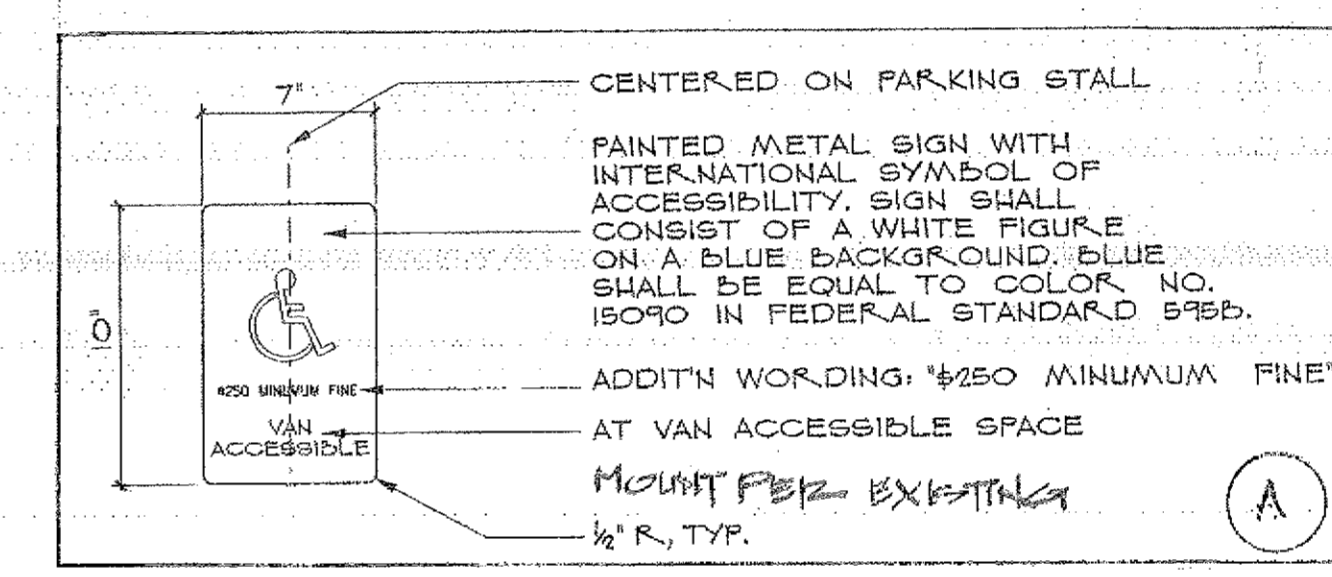 7"
CENTERED ON PARKING STALL
PAINTED METAL SIGN WITH
INTERNATIONAL SYMBOL OF
ACCESSIBILITY. SIGN SHALL
CONSIST OF A WHITE FIGURE
ON A BLUE BACKGROUND. BLUE
SHALL BE EQUAL TO COLOR NO.
15090 IN FEDERAL STANDARD 595B.
$250 MINUMUM FINE
ADDIT'N WORDING: "$250 MINUMUM FINE"
VAN
ACCESSIBLE
AT VAN ACCESSIBLE SPACE
MOUNT PER EXISTING
½" R, TYP.
A